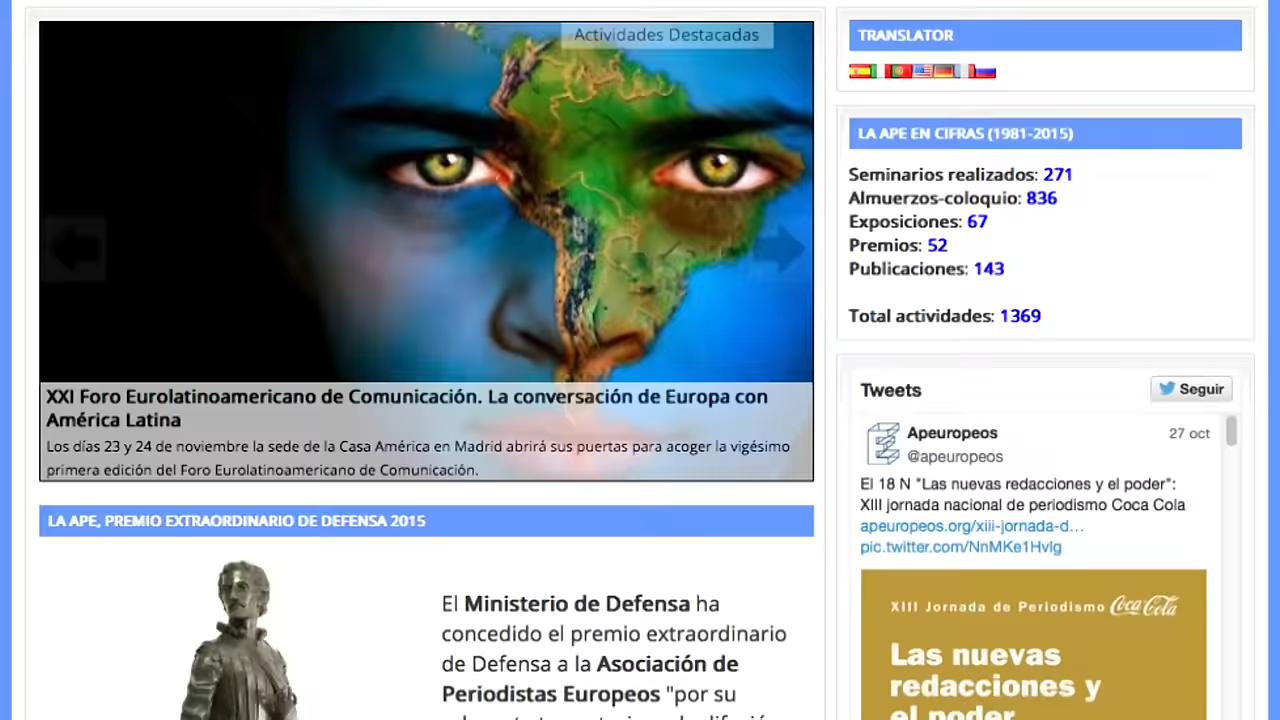 Actividades Destacadas
XXI Foro Eurolatinoamericano de Comunicación. La conversación de Europa con
América Latina
Los días 23 y 24 de noviembre la sede de la Casa América en Madrid abrirá sus puertas para acoger la vigésimo
primera edición del Foro Eurolatinoamericano de Comunicación.
LA APE, PREMIO EXTRAORDINARIO DE DEFENSA 2015
El Ministerio de Defensa ha
concedido el premio extraordinario
de Defensa a la Asociación de
Periodistas Europeos "por su
TRANSLATOR
LA APE EN CIFRAS (1981-2015)
Seminarios realizados: 271
Almuerzos-coloquio: 836
Exposiciones: 67
Premios: 52
Publicaciones: 143
Total actividades: 1369
Tweets
Seguir
Apeuropeos
27 oct
@apeuropeos
El 18 N "Las nuevas redacciones y el poder":
XIII jornada nacional de periodismo Coca Cola
apeuropeos.org/xiii-jornada-d…
pic.twitter.com/NnMKe1HvIg
XIII Jornada de Periodismo Coca-Cola
Las nuevas
redacciones y
el poder